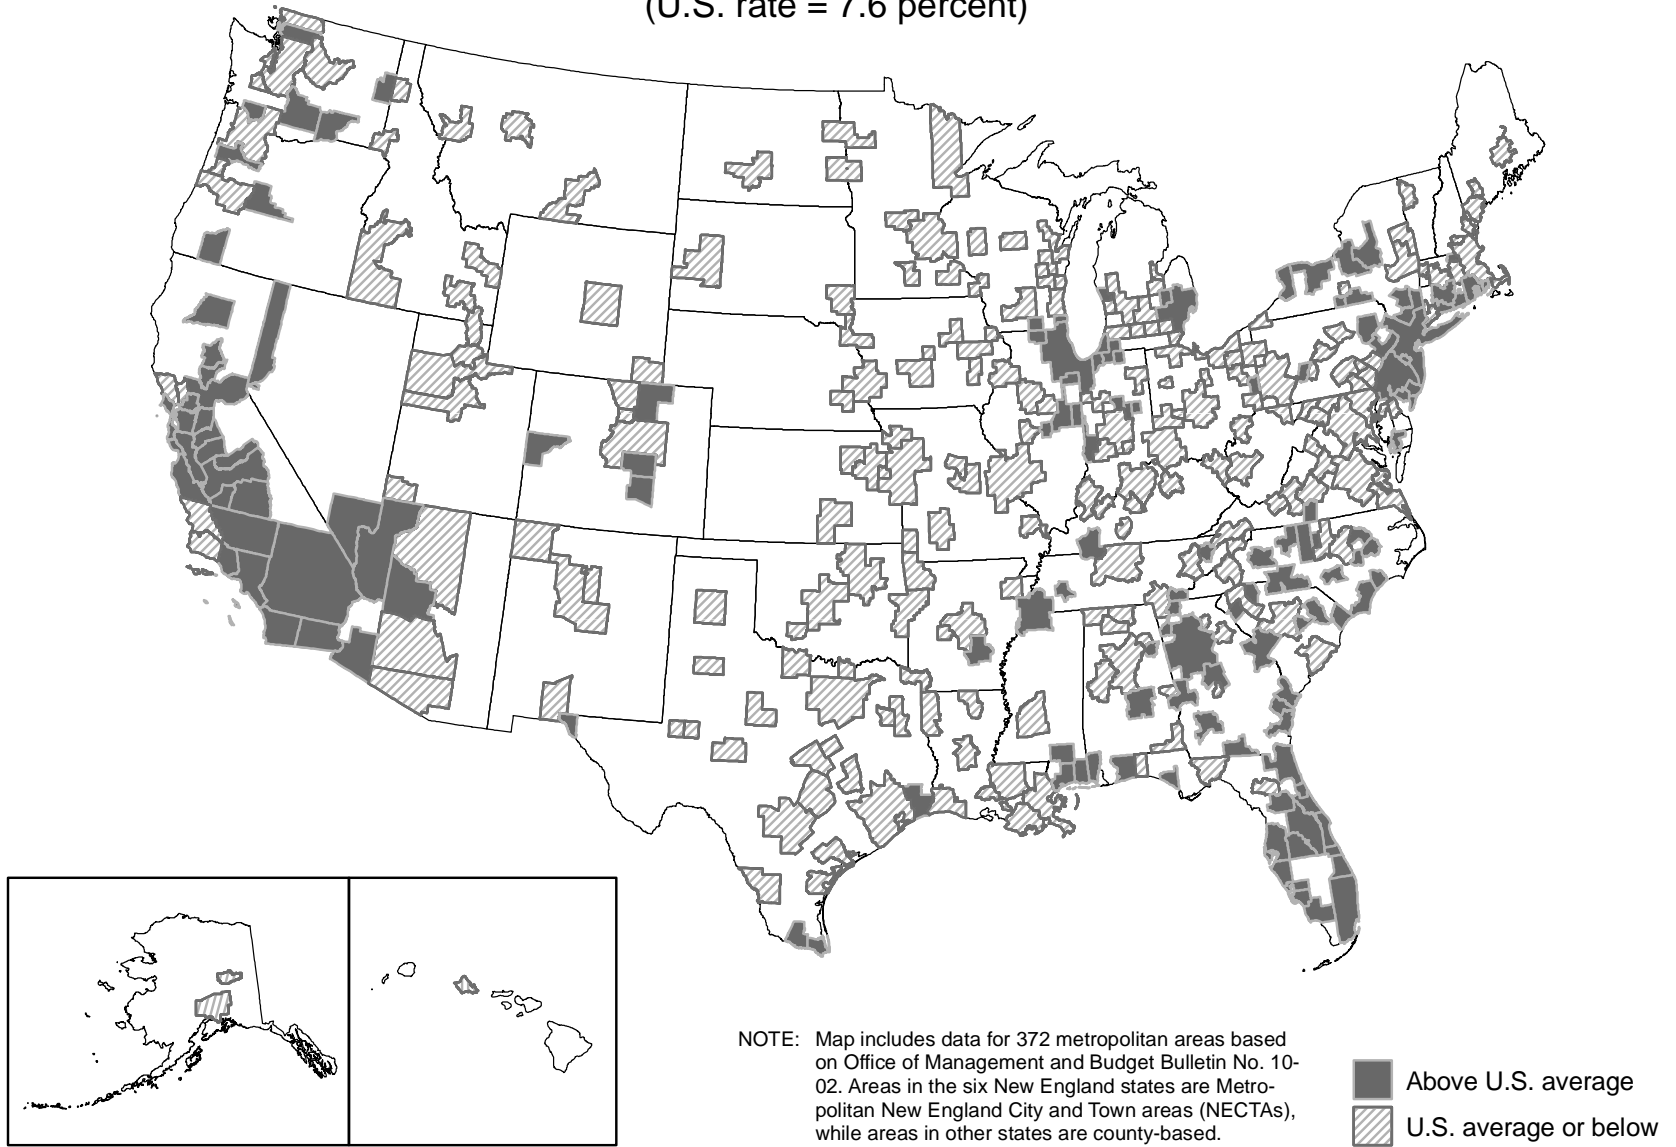 (U.S. rate = 7.6 percent)
NOTE: Map includes data for 372 metropolitan areas based
on Office of Management and Budget Bulletin No. 10-
02. Areas in the six New England states are Metro-
politan New England City and Town areas (NECTAs),
while areas in other states are county-based.
Above U.S. average
U.S. average or below